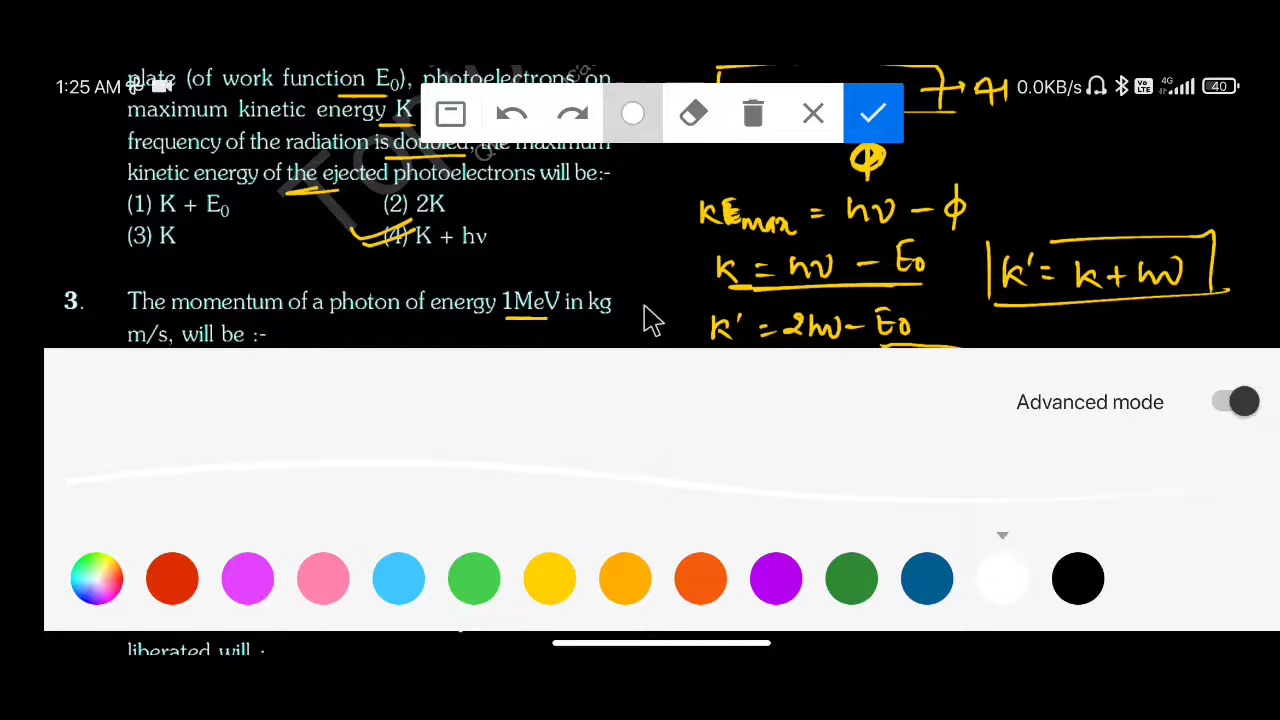 1:25 AM
0.0KB/s 4G 40
plate (of work function E₀), photoelectrons on
maximum kinetic energy K
frequency of the radiation is doubled, the maximum
kinetic energy of the ejected photoelectrons will be:-
(1) K + E₀ (2) 2K
(3) K (4) K + hν
ϕ
KEmax = hν − ϕ
K = hν − E₀
K' = 2hν − E₀
K' = K + hν
3. The momentum of a photon of energy 1MeV in kg
m/s, will be :-
Advanced mode
liberated will :